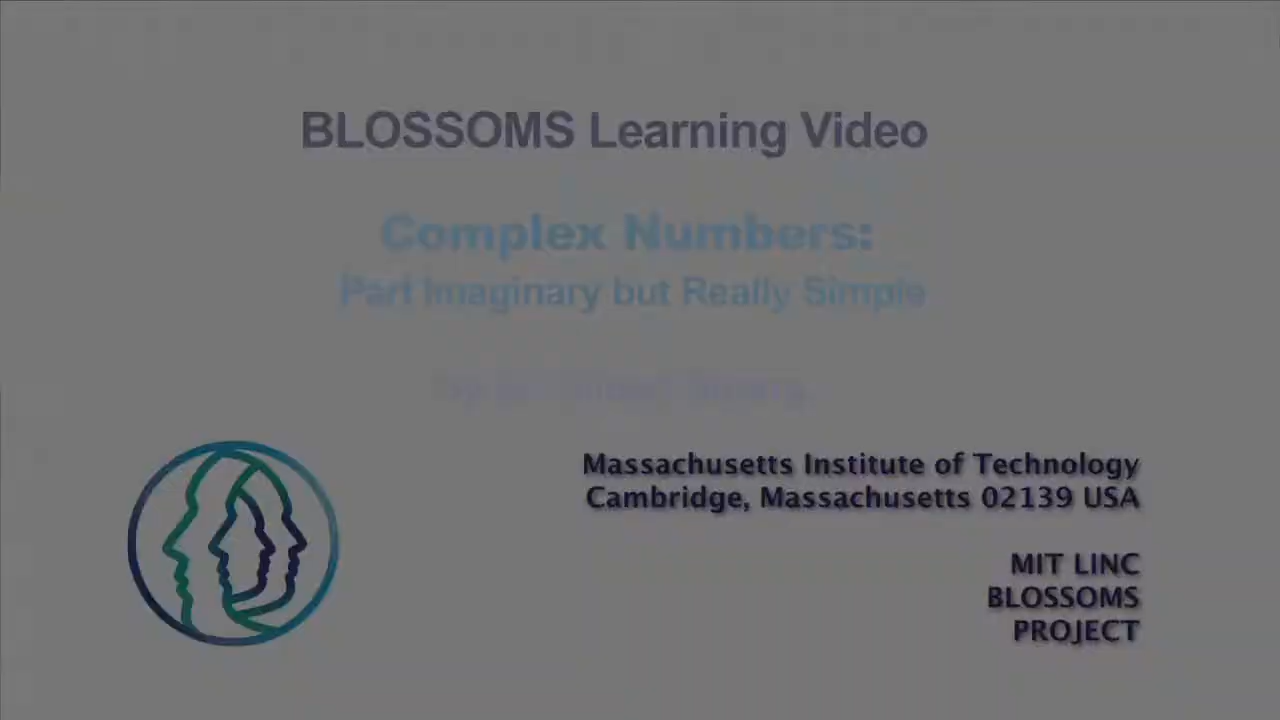 BLOSSOMS Learning Video
Complex Numbers:
Part Imaginary but Really Simple
Massachusetts Institute of Technology
Cambridge, Massachusetts 02139 USA
MIT LINC
BLOSSOMS
PROJECT